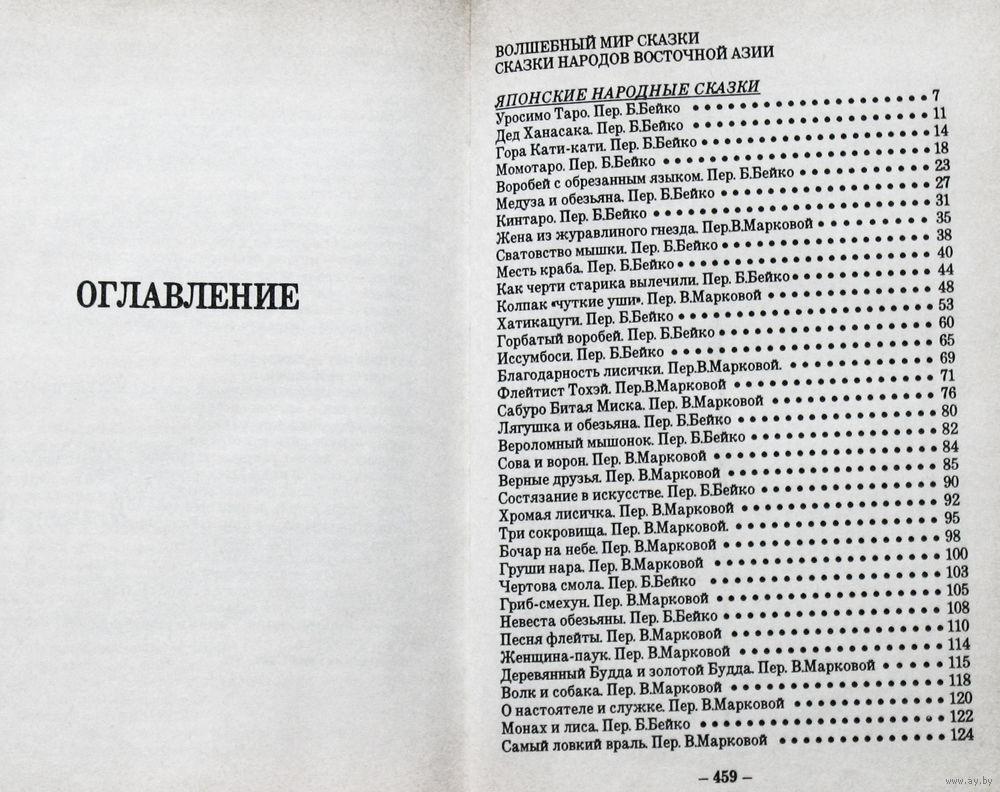 ОГЛАВЛЕНИЕ
ВОЛШЕБНЫЙ МИР СКАЗКИ
СКАЗКИ НАРОДОВ ВОСТОЧНОЙ АЗИИ
ЯПОНСКИЕ НАРОДНЫЕ СКАЗКИ
Уросимо Таро. Пер. Б.Бейко 7
Дед Ханасака. Пер. Б.Бейко 11
Гора Кати-кати. Пер. Б.Бейко 14
Момотаро. Пер. Б.Бейко 18
Воробей с обрезанным языком. Пер. Б.Бейко 23
Медуза и обезьяна. Пер. Б.Бейко 27
Кинтаро. Пер. Б.Бейко 31
Жена из журавлиного гнезда. Пер.В.Марковой 35
Сватовство мышки. Пер. Б.Бейко 38
Месть краба. Пер. Б.Бейко 40
Как черти старика вылечили. Пер. Б.Бейко 44
Колпак «чуткие уши». Пер. В.Марковой 48
Хатикацуги. Пер. Б.Бейко 53
Горбатый воробей. Пер. Б.Бейко 60
Иссумбоси. Пер. Б.Бейко 65
Благодарность лисички. Пер.В.Марковой. 69
Флейтист Тохэй. Пер.В.Марковой 71
Сабуро Битая Миска. Пер. В.Марковой 76
Лягушка и обезьяна. Пер. Б.Бейко 80
Вероломный мышонок. Пер. Б.Бейко 82
Сова и ворон. Пер. В.Марковой 84
Верные друзья. Пер. В.Марковой 85
Состязание в искусстве. Пер. Б.Бейко 90
Хромая лисичка. Пер. В.Марковой 92
Три сокровища. Пер. В.Марковой. 95
Бочар на небе. Пер. В.Марковой 98
Груши нара. Пер. В.Марковой 100
Чертова смола. Пер. Б.Бейко 103
Гриб-смехун. Пер. В.Марковой 105
Невеста обезьяны. Пер. Б.Бейко 108
Песня флейты. Пер. В.Марковой 110
Женщина-паук. Пер. В.Марковой 114
Деревянный Будда и золотой Будда. Пер. В.Марковой 115
Волк и собака. Пер. В.Марковой 118
О настоятеле и служке. Пер. В.Марковой 120
Монах и лиса. Пер. Б.Бейко 122
Самый ловкий враль. Пер. В.Марковой 124
– 459 –
www.ay.by